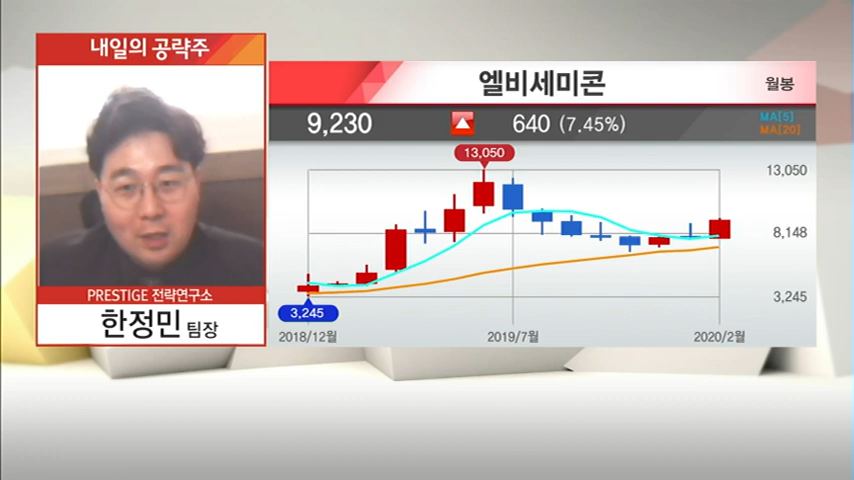 내일의 공략주
PRESTIGE 전략연구소
한정민 팀장
엘비세미콘
월봉
9,230 640 (7.45%)
MA[5]
MA[20]
13,050
13,050
8,148
3,245
3,245
2018/12월 2019/7월 2020/2월